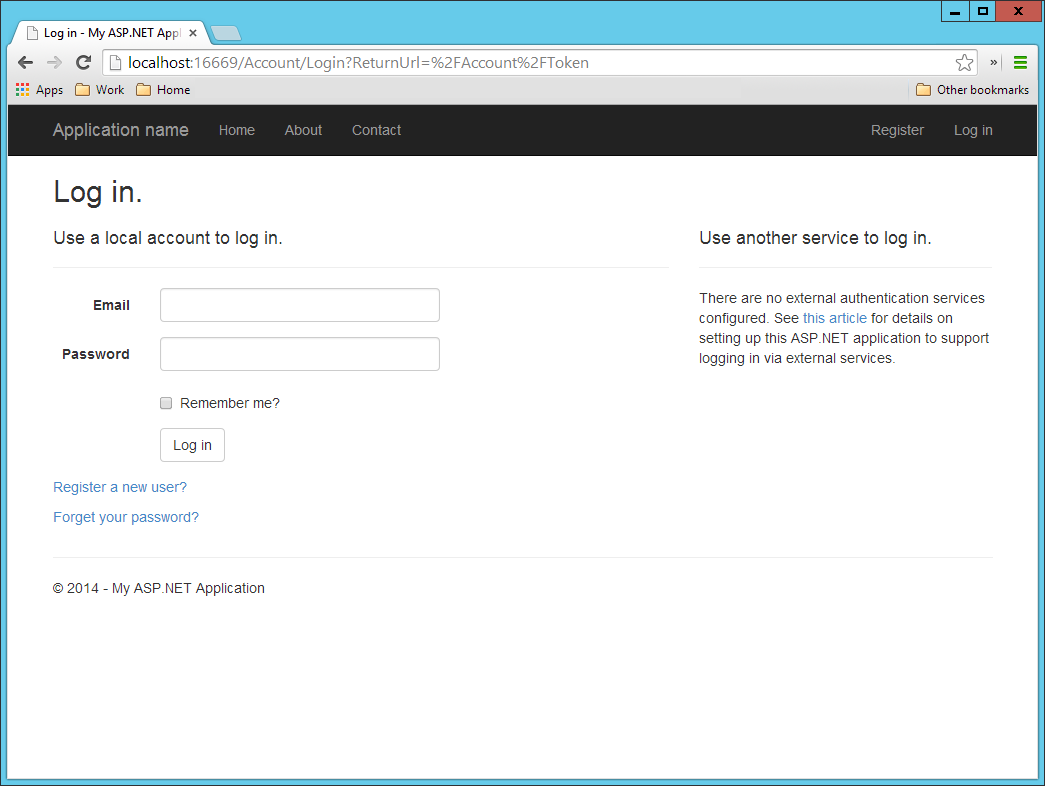 Log in - My ASP.NET Appl
localhost:16669/Account/Login?ReturnUrl=%2FAccount%2FToken
Apps Work Home Other bookmarks
Application name Home About Contact Register Log in
Log in.
Use a local account to log in.
Email
Password
Remember me?
Log in
Register a new user?
Forget your password?
Use another service to log in.
There are no external authentication services
configured. See this article for details on
setting up this ASP.NET application to support
logging in via external services.
© 2014 - My ASP.NET Application